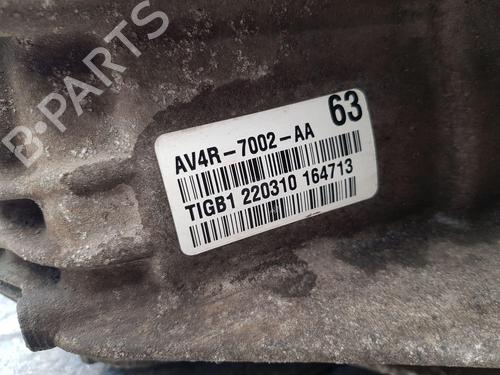 B-PARTS
63
AV4R-7002-AA
TIGB1 220310 164713